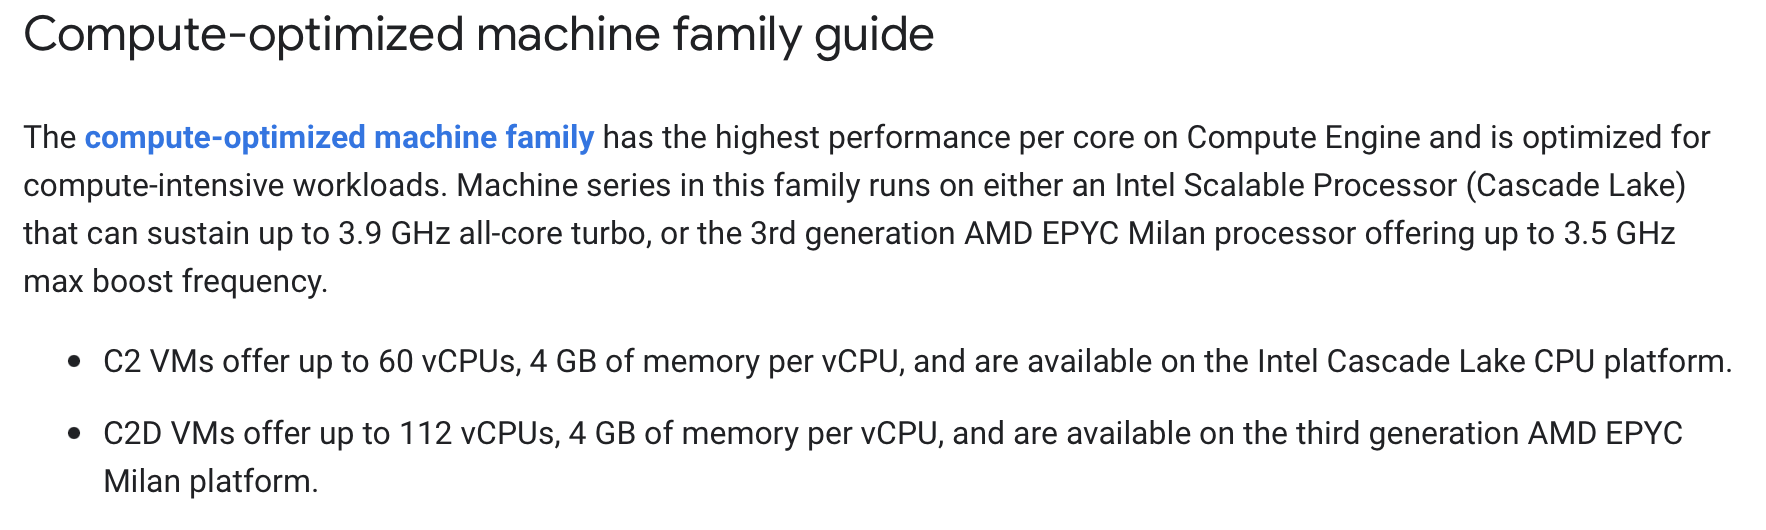 Compute-optimized machine family guide
The compute-optimized machine family has the highest performance per core on Compute Engine and is optimized for
compute-intensive workloads. Machine series in this family runs on either an Intel Scalable Processor (Cascade Lake)
that can sustain up to 3.9 GHz all-core turbo, or the 3rd generation AMD EPYC Milan processor offering up to 3.5 GHz
max boost frequency.
• C2 VMs offer up to 60 vCPUs, 4 GB of memory per vCPU, and are available on the Intel Cascade Lake CPU platform.
• C2D VMs offer up to 112 vCPUs, 4 GB of memory per vCPU, and are available on the third generation AMD EPYC
Milan platform.